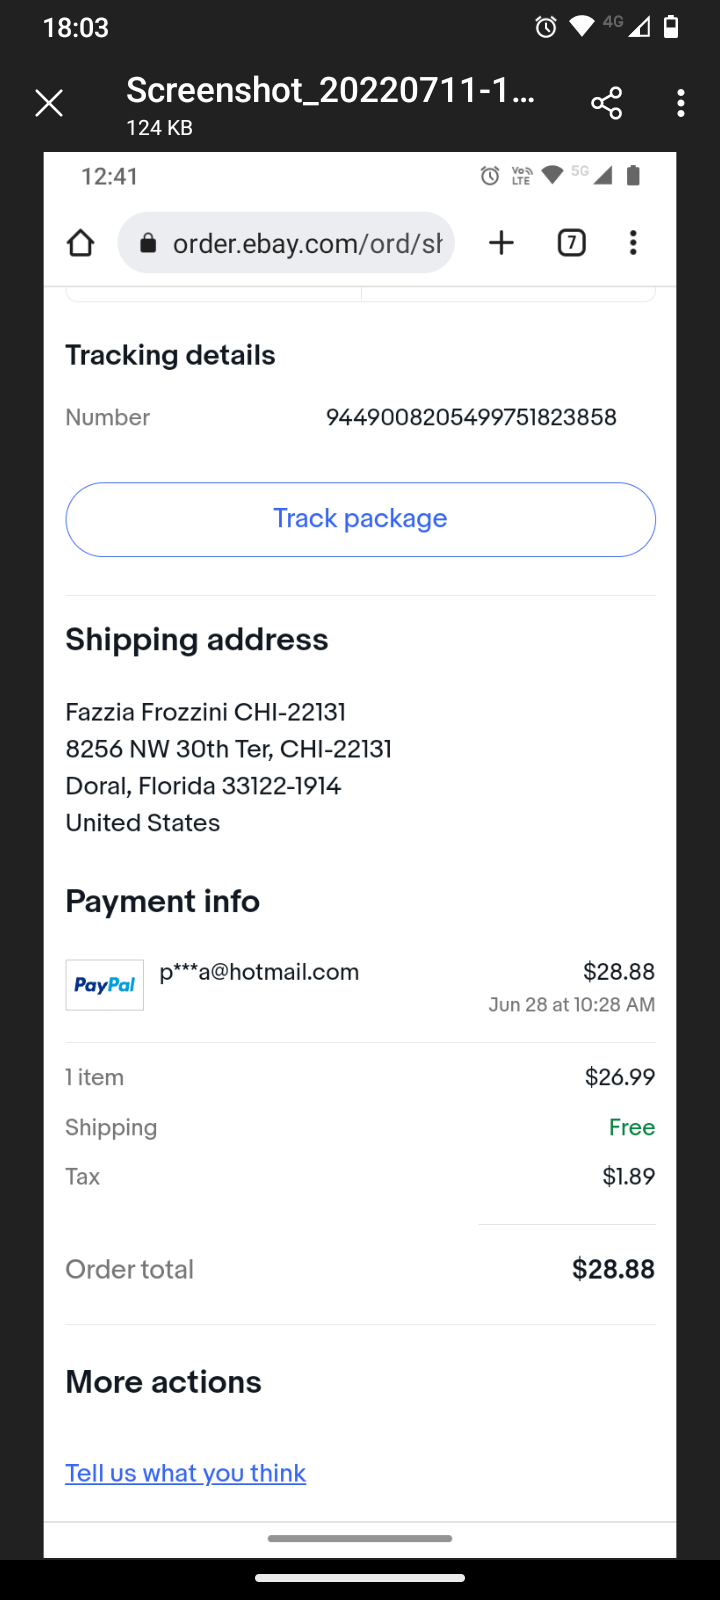 18:03
4G
Screenshot_20220711-1...
124 KB
12:41
Vo)) LTE 5G
order.ebay.com/ord/sh
7
Tracking details
Number 9449008205499751823858
Track package
Shipping address
Fazzia Frozzini CHI-22131
8256 NW 30th Ter, CHI-22131
Doral, Florida 33122-1914
United States
Payment info
PayPal p***a@hotmail.com $28.88
Jun 28 at 10:28 AM
1 item $26.99
Shipping Free
Tax $1.89
Order total $28.88
More actions
Tell us what you think